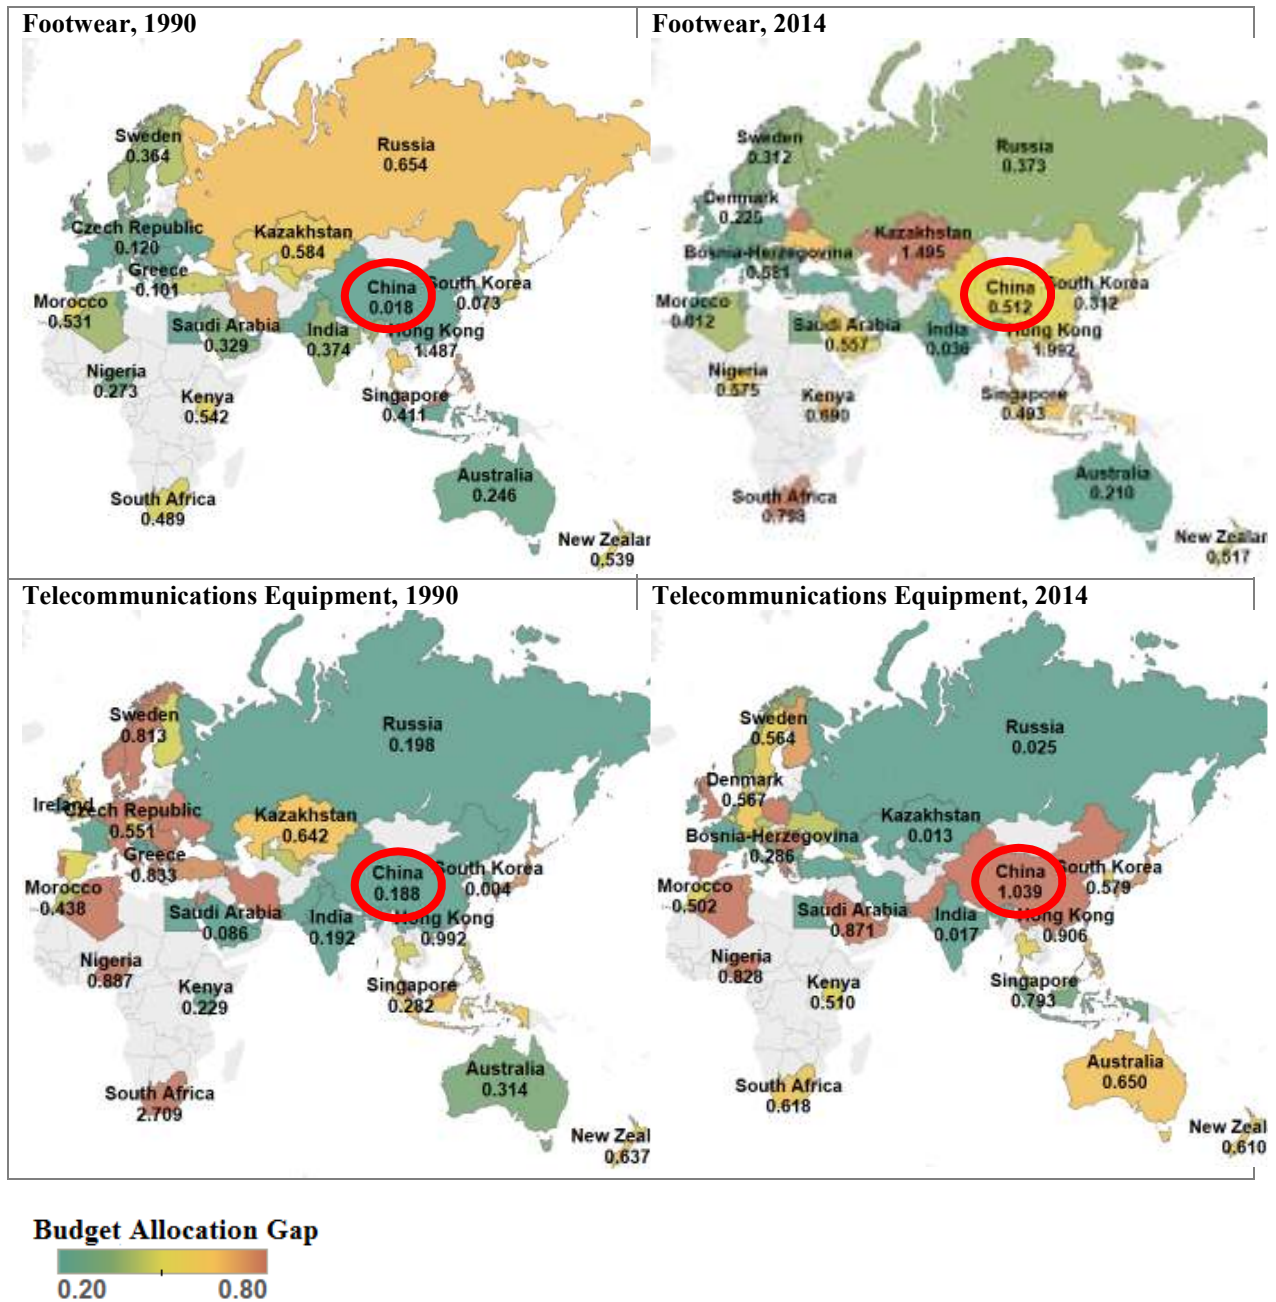 Footwear, 1990
Sweden
0.364
Russia
0.654
Czech Republic
0.120
Kazakhstan
0.584
Greece
0.101
China
0.018
South Korea
0.073
Morocco
0.531
Saudi Arabia
0.329
India
0.374
Hong Kong
1.487
Nigeria
0.273
Kenya
0.542
Singapore
0.411
South Africa
0.489
Australia
0.246
New Zealan
0.539
Footwear, 2014
Sweden
0.312
Russia
0.373
Denmark
0.225
Kazakhstan
1.495
Bosnia-Herzegovina
0.581
China
0.512
South Korea
0.312
Morocco
0.012
Saudi Arabia
0.557
India
0.036
Hong Kong
1.992
Nigeria
0.575
Kenya
0.690
Singapore
0.493
South Africa
0.798
Australia
0.210
New Zealan
0.517
Telecommunications Equipment, 1990
Sweden
0.813
Russia
0.198
Ireland
Czech Republic
0.551
Kazakhstan
0.642
Greece
0.833
China
0.188
South Korea
0.004
Morocco
0.438
Saudi Arabia
0.086
India
0.192
Hong Kong
0.992
Nigeria
0.887
Kenya
0.229
Singapore
0.282
South Africa
2.709
Australia
0.314
New Zeal
0.637
Telecommunications Equipment, 2014
Sweden
0.564
Russia
0.025
Denmark
0.567
Kazakhstan
0.013
Bosnia-Herzegovina
0.286
China
1.039
South Korea
0.579
Morocco
0.502
Saudi Arabia
0.871
India
0.017
Hong Kong
0.906
Nigeria
0.828
Kenya
0.510
Singapore
0.793
South Africa
0.618
Australia
0.650
New Zeal
0.610
Budget Allocation Gap
0.20 0.80